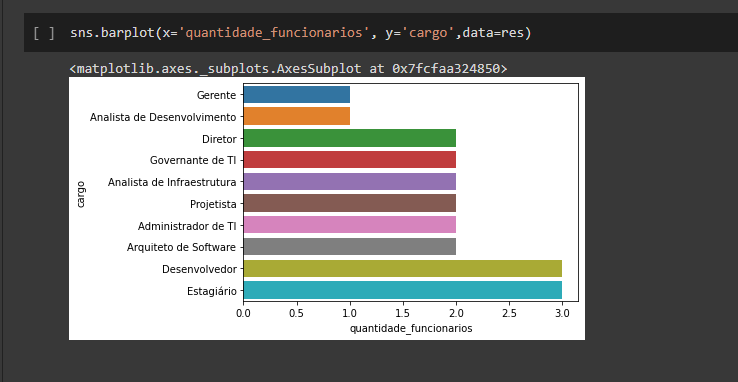 [ ] sns.barplot(x='quantidade_funcionarios', y='cargo',data=res)
<matplotlib.axes._subplots.AxesSubplot at 0x7fcfaa324850>
Gerente
Analista de Desenvolvimento
Diretor
Governante de TI
Analista de Infraestrutura
Projetista
Administrador de TI
Arquiteto de Software
Desenvolvedor
Estagiário
cargo
0.0 0.5 1.0 1.5 2.0 2.5 3.0
quantidade_funcionarios